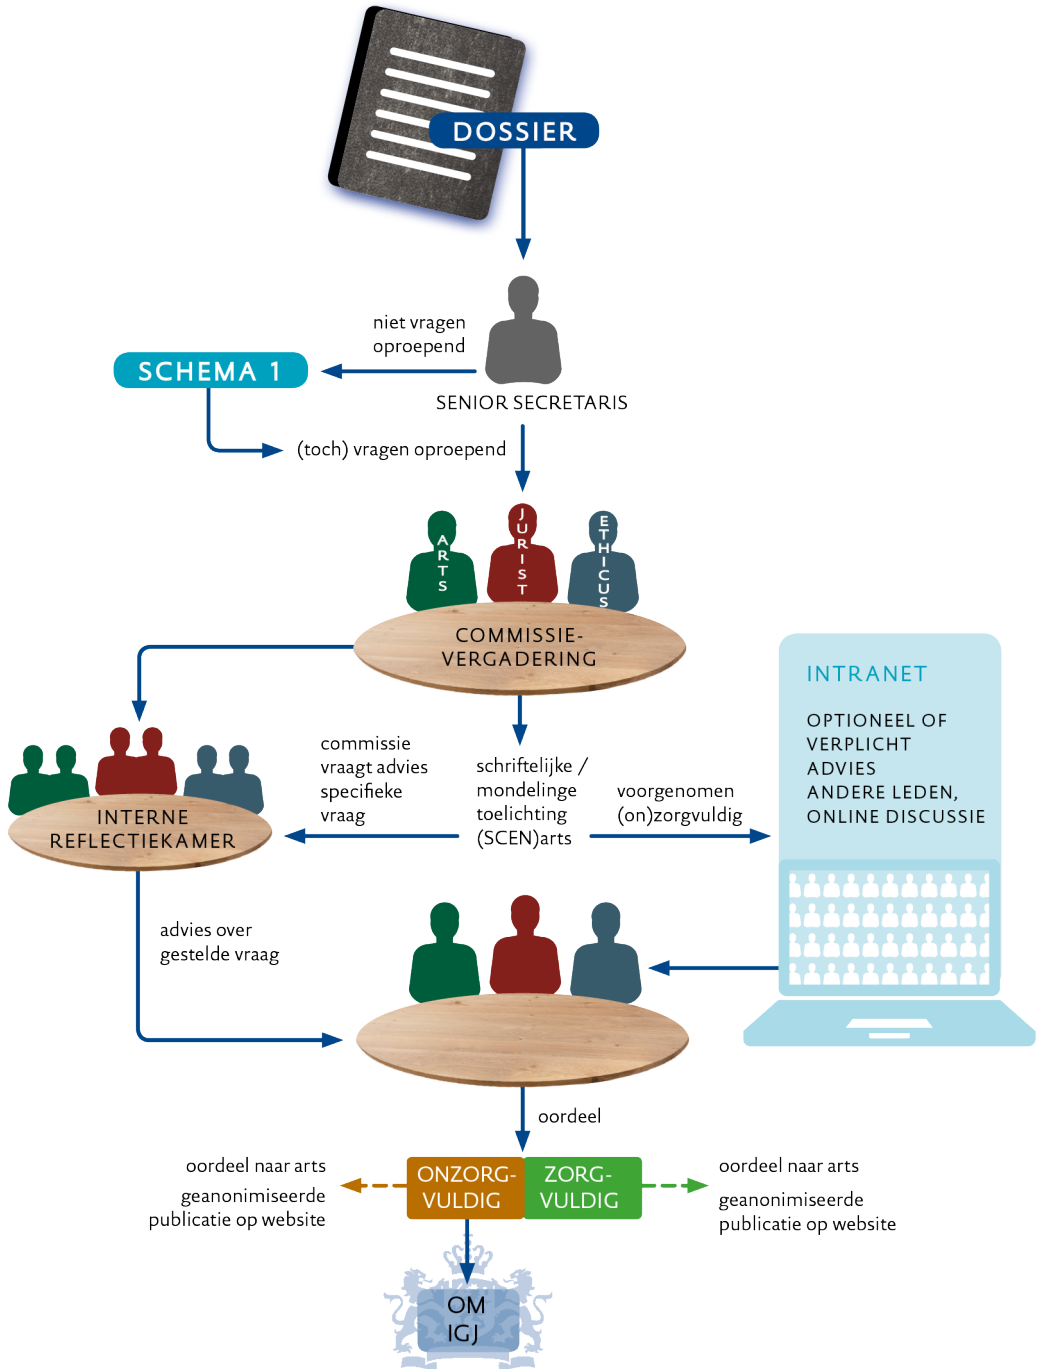 DOSSIER
niet vragen
oproepend
SCHEMA 1
SENIOR SECRETARIS
(toch) vragen oproepend
ARTS
JURIST
ETHICUS
COMMISSIE-
VERGADERING
INTRANET
OPTIONEEL OF
VERPLICHT
ADVIES
ANDERE LEDEN,
ONLINE DISCUSSIE
commissie
vraagt advies
specifieke
vraag
schriftelijke /
mondelinge
toelichting
(SCEN)arts
voorgenomen
(on)zorgvuldig
INTERNE
REFLECTIEKAMER
advies over
gestelde vraag
oordeel
oordeel naar arts
geanonimiseerde
publicatie op website
ONZORG-
VULDIG
ZORG-
VULDIG
oordeel naar arts
geanonimiseerde
publicatie op website
OM
IGJ